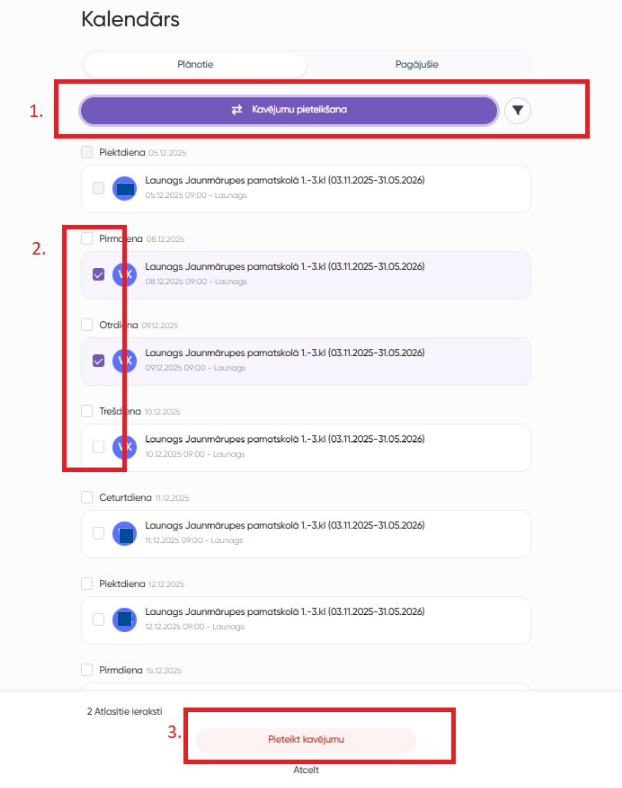 Kalendārs
Plānotie
Pagājušie
1.
Kavējumu pieteikšana
Piektdiena 05.12.2025
Launags Jaunmārupes pamatskolā 1.-3.kl (03.11.2025-31.05.2026)
05.12.2025 09:00 - Launags
2.
Pirmdiena 08.12.2025
VK
Launags Jaunmārupes pamatskolā 1.-3.kl (03.11.2025-31.05.2026)
08.12.2025 09:00 - Launags
Otrdiena 09.12.2025
VK
Launags Jaunmārupes pamatskolā 1.-3.kl (03.11.2025-31.05.2026)
09.12.2025 09:00 - Launags
Trešdiena 10.12.2025
VK
Launags Jaunmārupes pamatskolā 1.-3.kl (03.11.2025-31.05.2026)
10.12.2025 09:00 - Launags
Ceturtdiena 11.12.2025
Launags Jaunmārupes pamatskolā 1.-3.kl (03.11.2025-31.05.2026)
11.12.2025 09:00 - Launags
Piektdiena 12.12.2025
Launags Jaunmārupes pamatskolā 1.-3.kl (03.11.2025-31.05.2026)
12.12.2025 09:00 - Launags
Pirmdiena 15.12.2025
2 Atlasītie ieraksti
3.
Pieteikt kavējumu
Atcelt